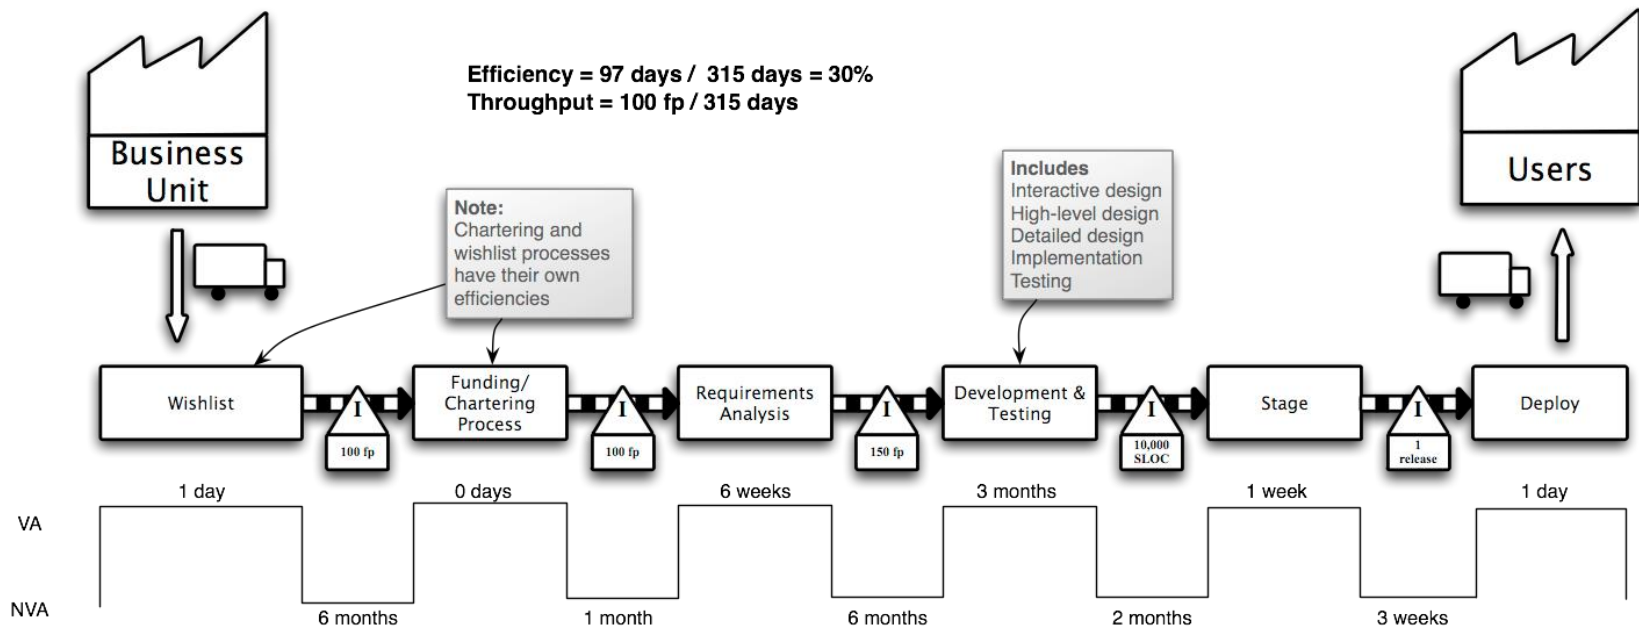 Efficiency = 97 days / 315 days = 30%
Throughput = 100 fp / 315 days
Business
Unit
Users
Note:
Chartering and
wishlist processes
have their own
efficiencies
Includes
Interactive design
High-level design
Detailed design
Implementation
Testing
Wishlist
I
100 fp
Funding/
Chartering
Process
I
100 fp
Requirements
Analysis
I
150 fp
Development &
Testing
I
10,000
SLOC
Stage
I
1
release
Deploy
1 day
0 days
6 weeks
3 months
1 week
1 day
VA
NVA
6 months
1 month
6 months
2 months
3 weeks